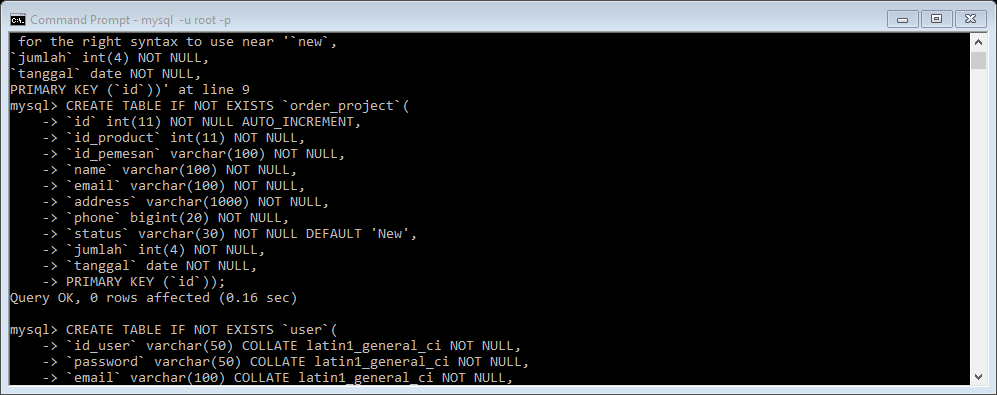 Command Prompt - mysql  -u root -p
 for the right syntax to use near '`new`,
`jumlah` int(4) NOT NULL,
`tanggal` date NOT NULL,
PRIMARY KEY (`id`))' at line 9
mysql> CREATE TABLE IF NOT EXISTS `order_project`(
    -> `id` int(11) NOT NULL AUTO_INCREMENT,
    -> `id_product` int(11) NOT NULL,
    -> `id_pemesan` varchar(100) NOT NULL,
    -> `name` varchar(100) NOT NULL,
    -> `email` varchar(100) NOT NULL,
    -> `address` varchar(1000) NOT NULL,
    -> `phone` bigint(20) NOT NULL,
    -> `status` varchar(30) NOT NULL DEFAULT 'New',
    -> `jumlah` int(4) NOT NULL,
    -> `tanggal` date NOT NULL,
    -> PRIMARY KEY (`id`));
Query OK, 0 rows affected (0.16 sec)

mysql> CREATE TABLE IF NOT EXISTS `user`(
    -> `id_user` varchar(50) COLLATE latin1_general_ci NOT NULL,
    -> `password` varchar(50) COLLATE latin1_general_ci NOT NULL,
    -> `email` varchar(100) COLLATE latin1_general_ci NOT NULL,